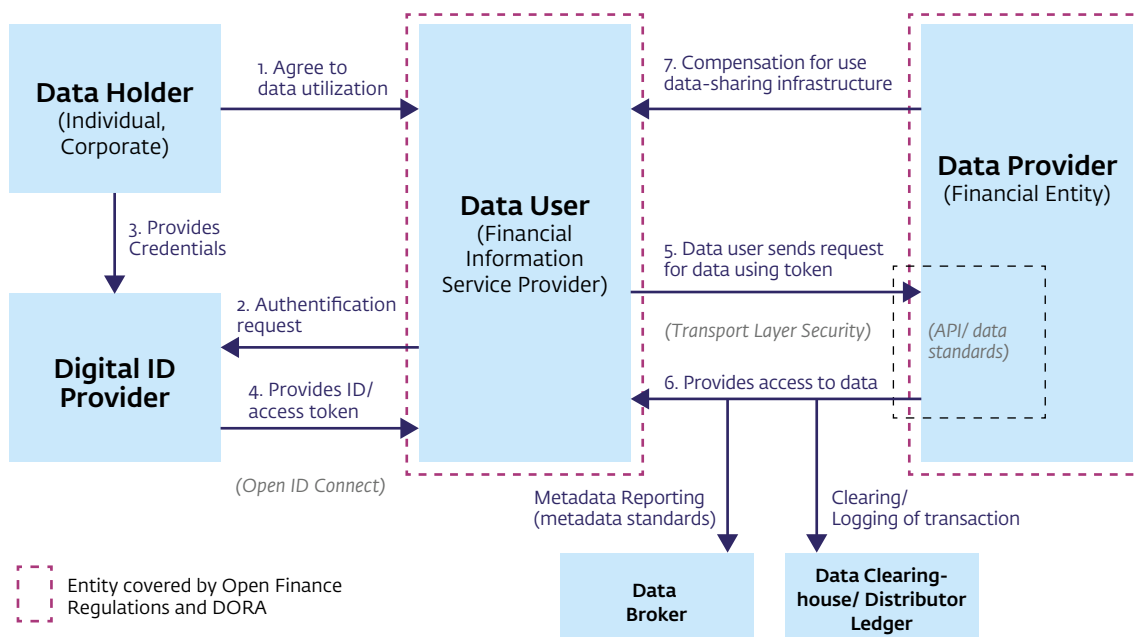 Data Holder
(Individual,
Corporate)
1. Agree to
data utilization
7. Compensation for use
data-sharing infrastructure
Data Provider
(Financial Entity)
Data User
(Financial
Information
Service Provider)
3. Provides
Credentials
5. Data user sends request
for data using token
2. Authentification
request
(Transport Layer Security)
(API/ data
standards)
Digital ID
Provider
4. Provides ID/
access token
6. Provides access to data
(Open ID Connect)
Metadata Reporting
(metadata standards)
Clearing/
Logging of transaction
Entity covered by Open Finance
Regulations and DORA
Data
Broker
Data Clearing-
house/ Distributor
Ledger